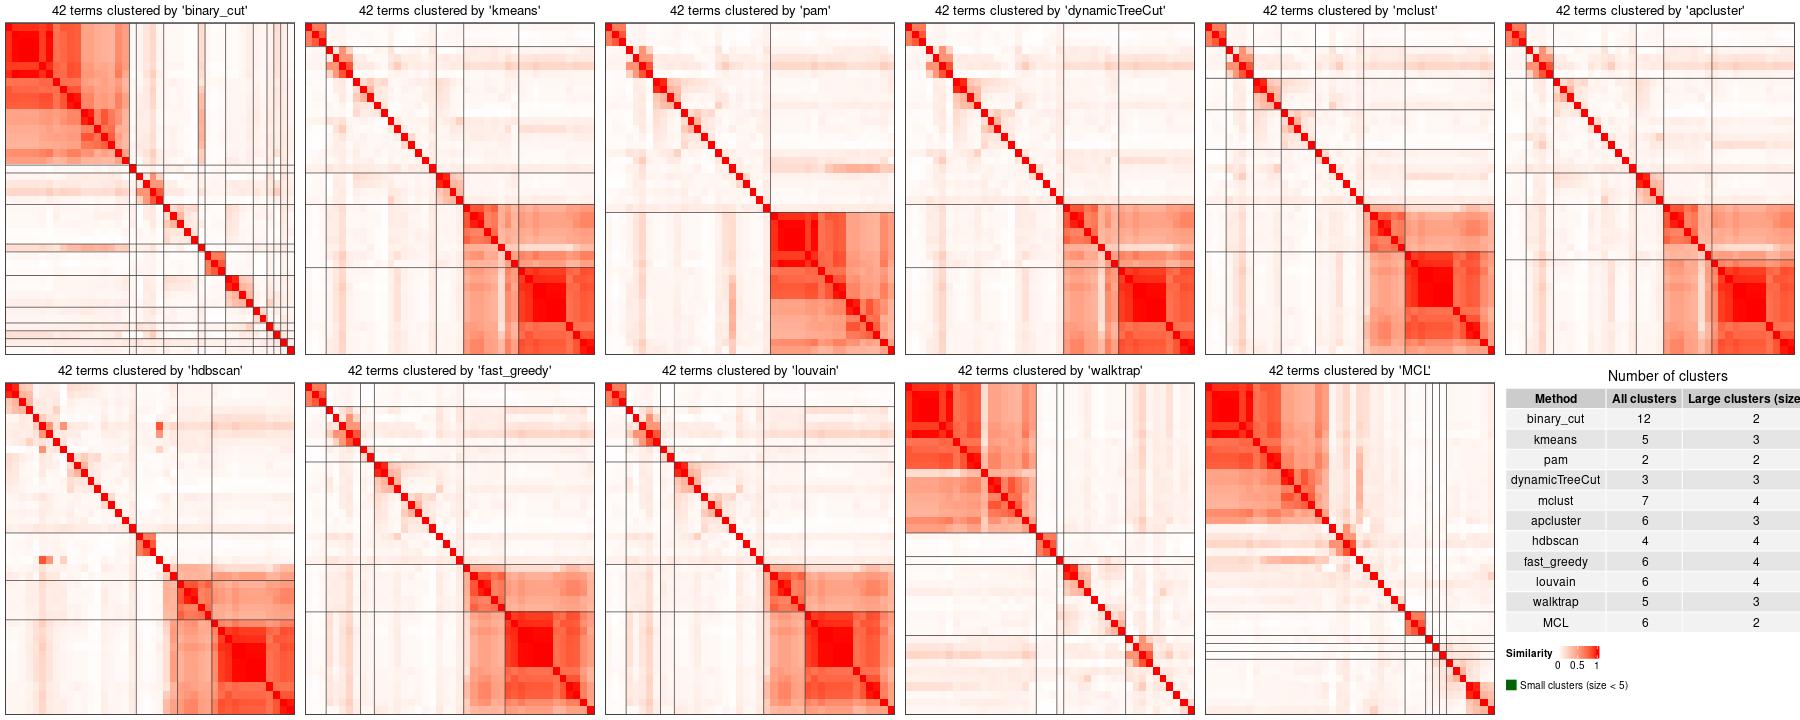 42 terms clustered by 'binary_cut'
42 terms clustered by 'kmeans'
42 terms clustered by 'pam'
42 terms clustered by 'dynamicTreeCut'
42 terms clustered by 'mclust'
42 terms clustered by 'apcluster'
42 terms clustered by 'hdbscan'
42 terms clustered by 'fast_greedy'
42 terms clustered by 'louvain'
42 terms clustered by 'walktrap'
42 terms clustered by 'MCL'
Number of clusters
Method All clusters Large clusters (size
binary_cut 12 2
kmeans 5 3
pam 2 2
dynamicTreeCut 3 3
mclust 7 4
apcluster 6 3
hdbscan 4 4
fast_greedy 6 4
louvain 6 4
walktrap 5 3
MCL 6 2
Similarity
0 0.5 1
Small clusters (size < 5)